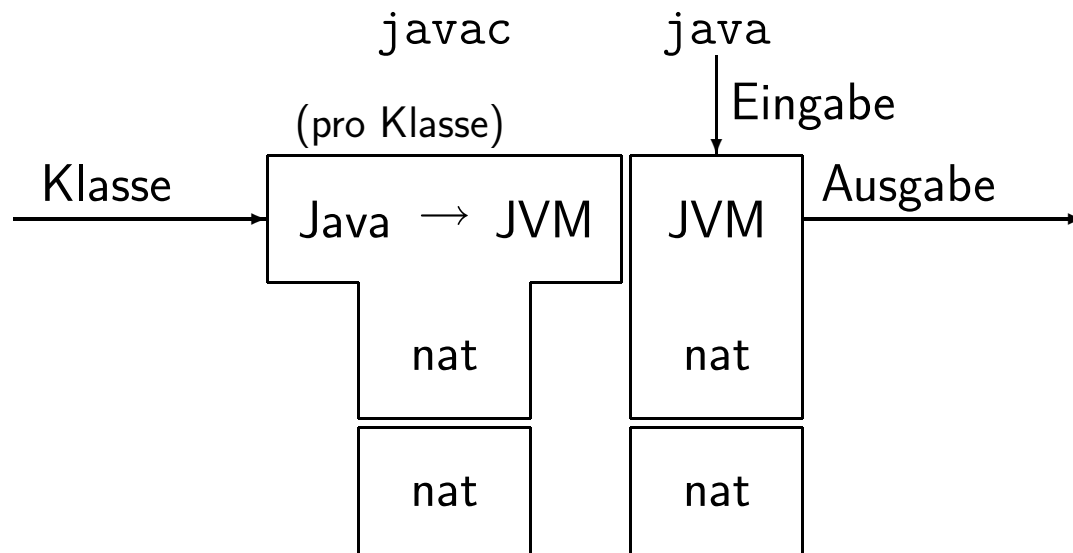 javac java
Eingabe
(pro Klasse)
Klasse Java → JVM JVM Ausgabe
nat nat
nat nat